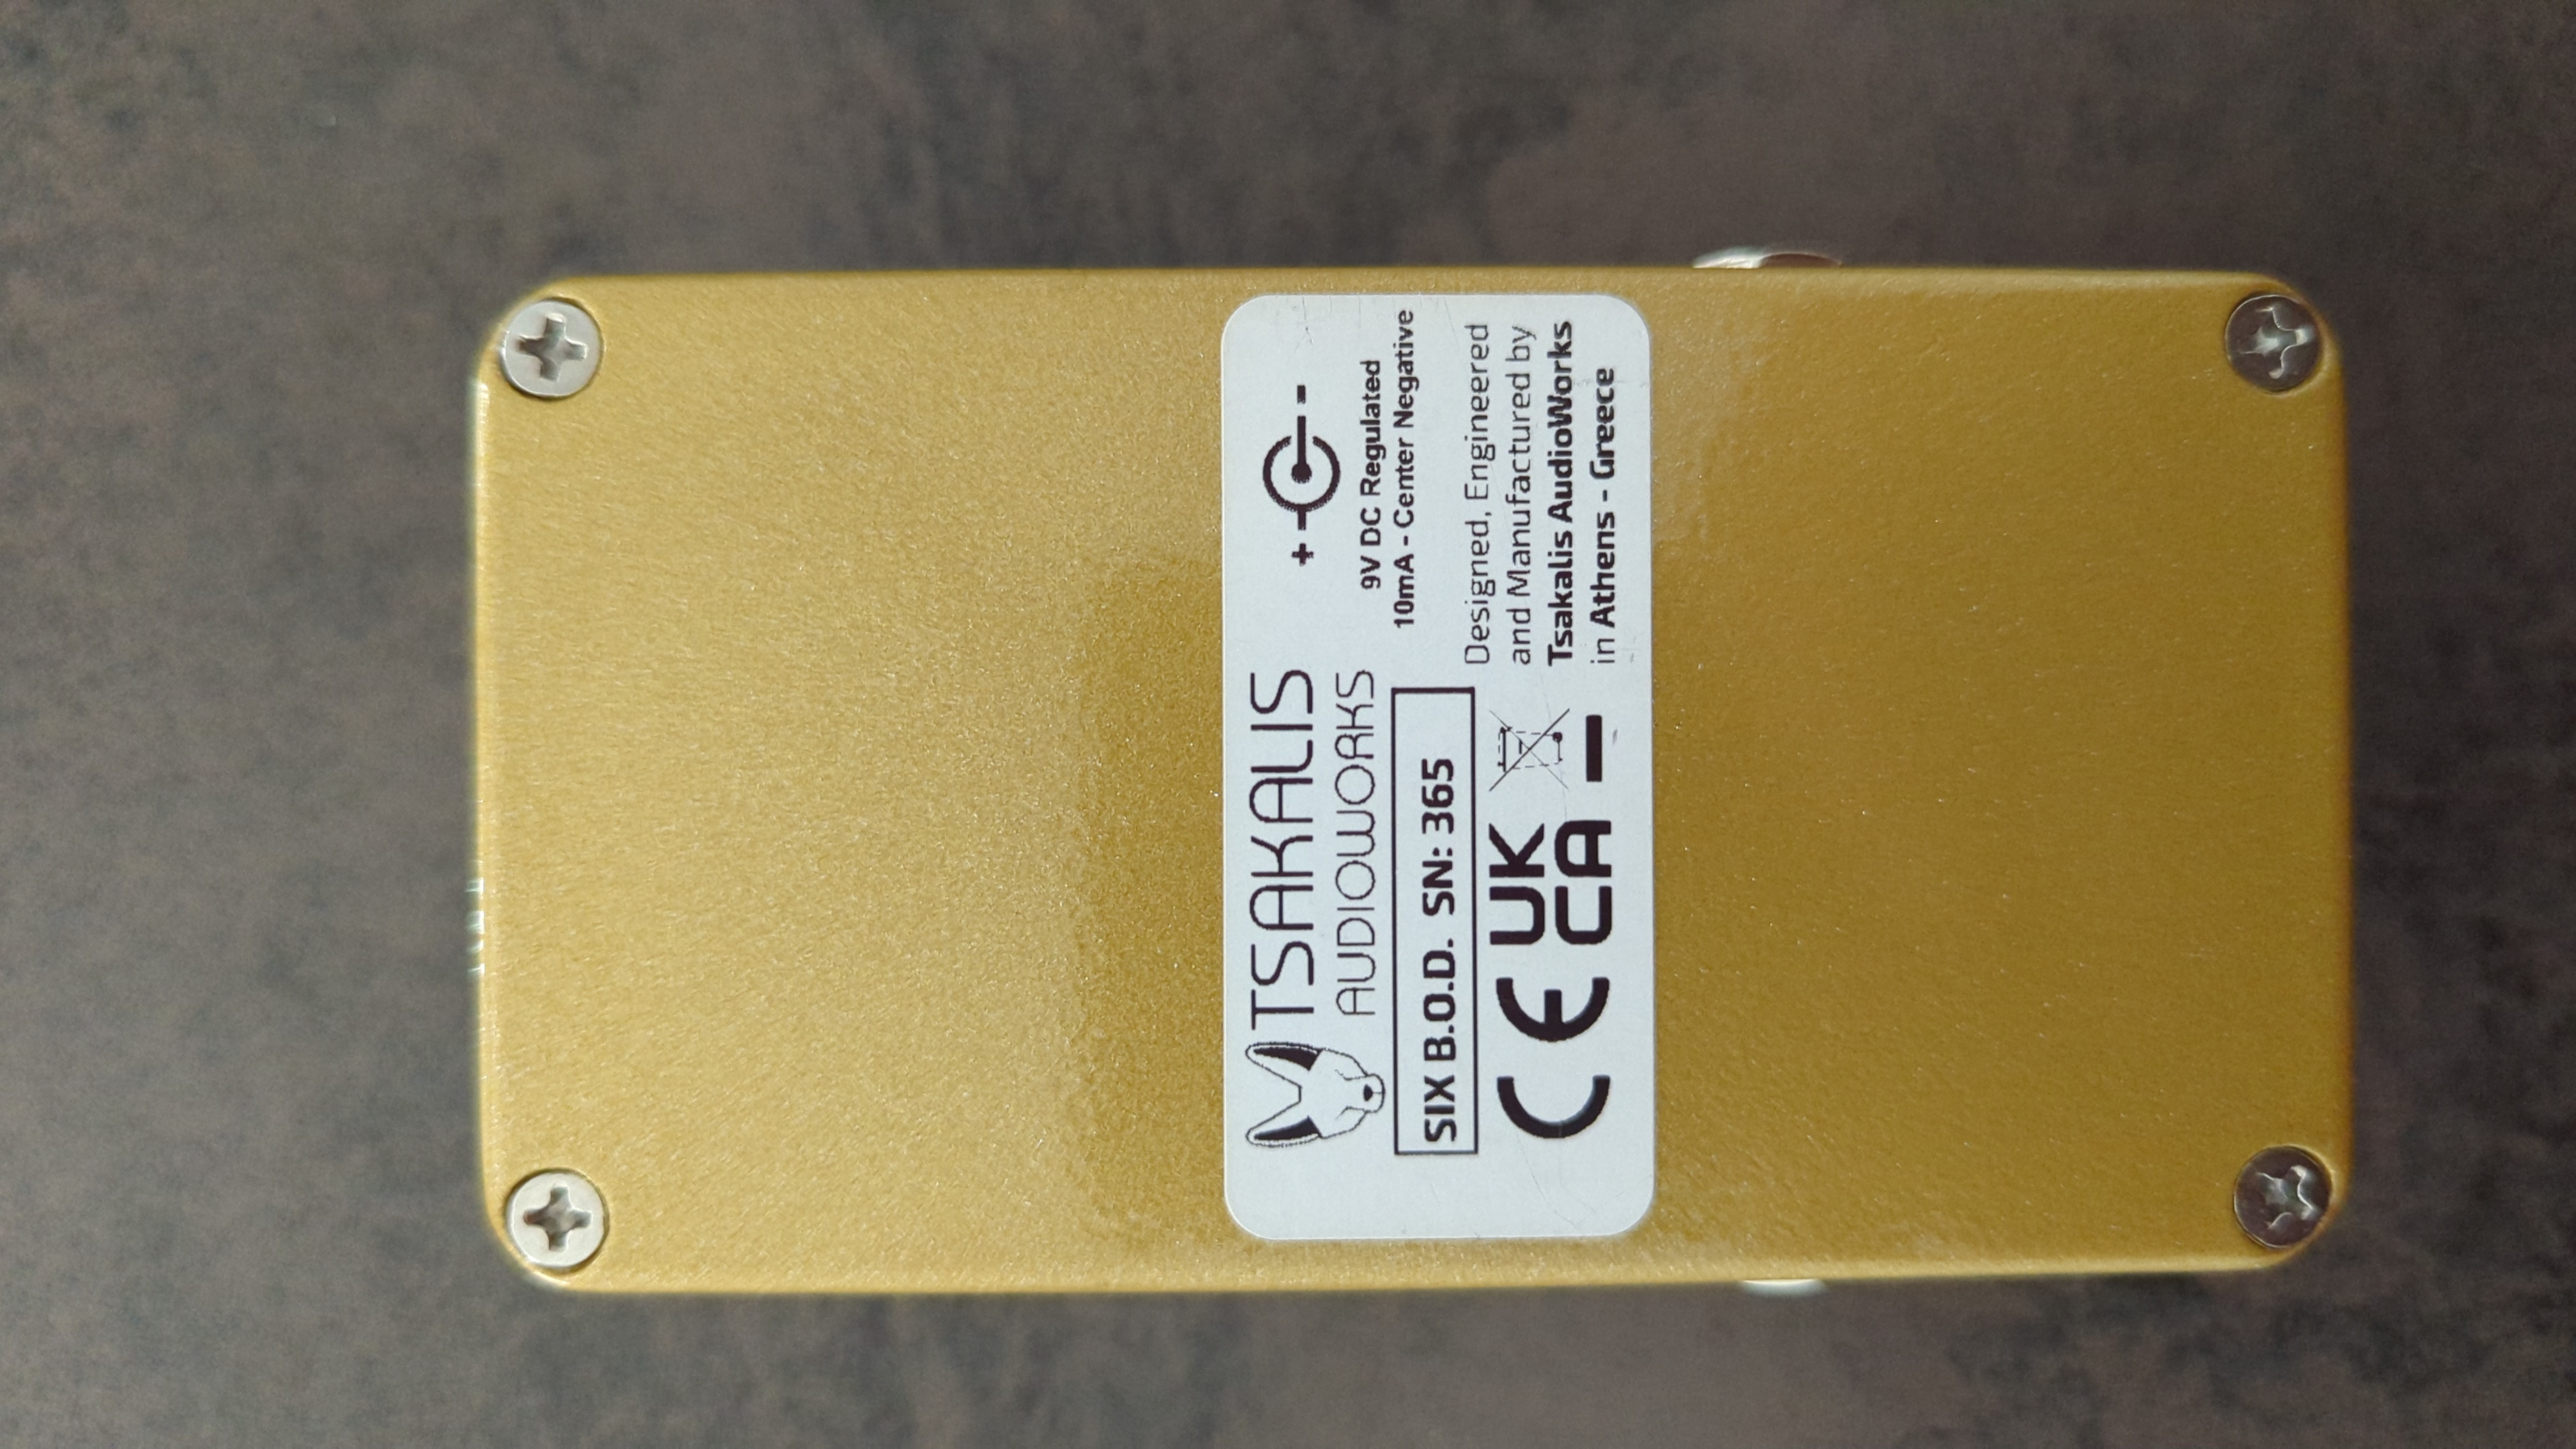 TSAKALIS
AUDIOWORKS
SIX B.O.D. SN: 365
CE UK
CA
+ -
9V DC Regulated
10mA - Center Negative
Designed, Engineered
and Manufactured by
Tsakalis AudioWorks
in Athens - Greece